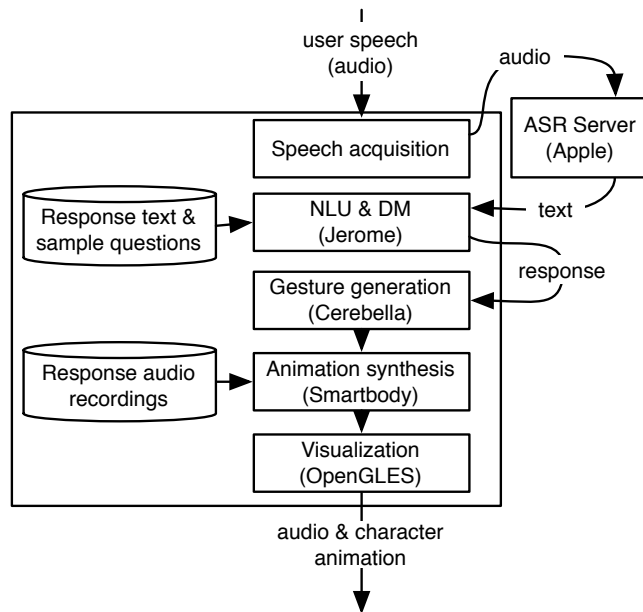 user speech
(audio)
audio
ASR Server
(Apple)
Speech acquisition
text
Response text &
sample questions
NLU & DM
(Jerome)
response
Gesture generation
(Cerebella)
Response audio
recordings
Animation synthesis
(Smartbody)
Visualization
(OpenGLES)
audio & character
animation